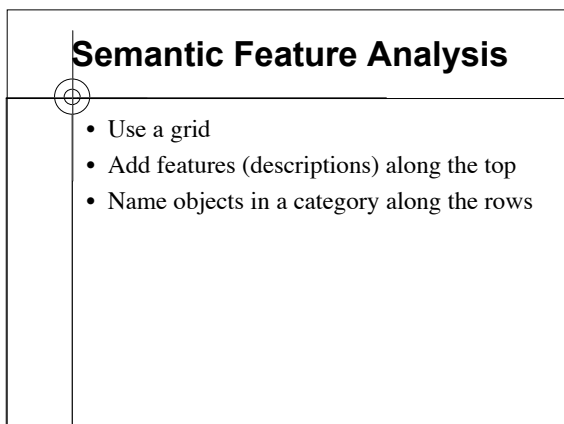 Semantic Feature Analysis
• Use a grid
• Add features (descriptions) along the top
• Name objects in a category along the rows